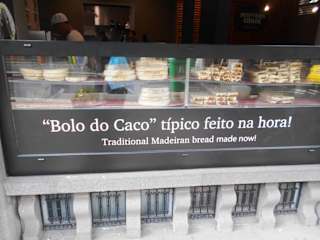 “Bolo do Caco” típico feito na hora!
Traditional Madeiran bread made now!